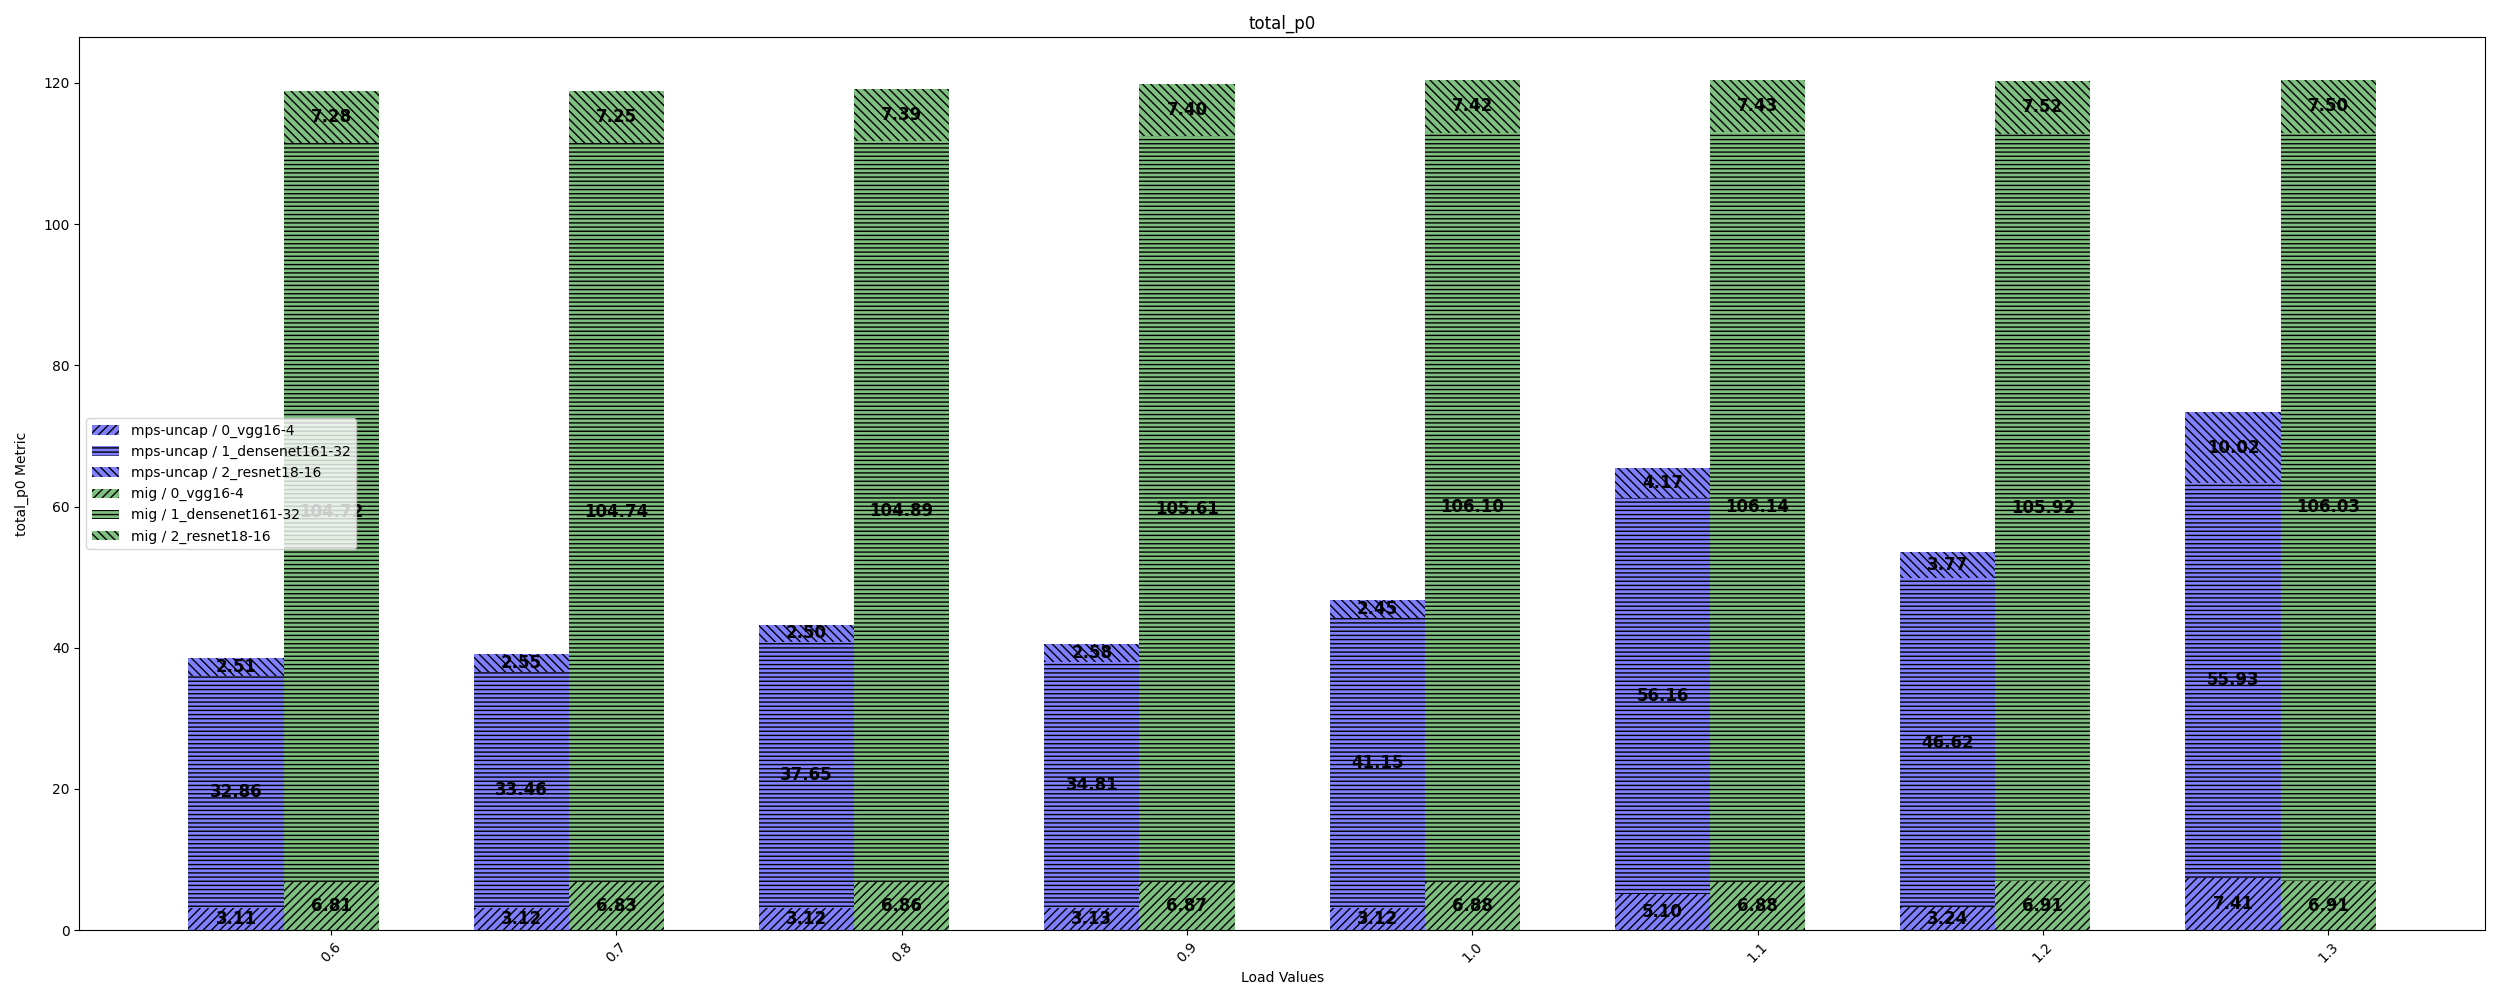 total_p0
120
100
80
60
40
20
0
total_p0 Metric
mps-uncap / 0_vgg16-4
mps-uncap / 1_densenet161-32
mps-uncap / 2_resnet18-16
mig / 0_vgg16-4
mig / 1_densenet161-32
mig / 2_resnet18-16
7.28 7.25 7.39 7.40 7.42 7.43 7.52 7.50
104.72 104.74 104.89 105.61 106.10 106.14 105.92 106.03
6.81 6.83 6.86 6.87 6.88 6.88 6.91 6.91
2.51 2.55 2.50 2.58 2.45 4.17 3.77 10.02
32.86 33.46 37.65 34.81 41.15 56.16 46.62 55.93
3.11 3.12 3.12 3.13 3.12 5.10 3.24 7.41
0.6 0.7 0.8 0.9 1.0 1.1 1.2 1.3
Load Values